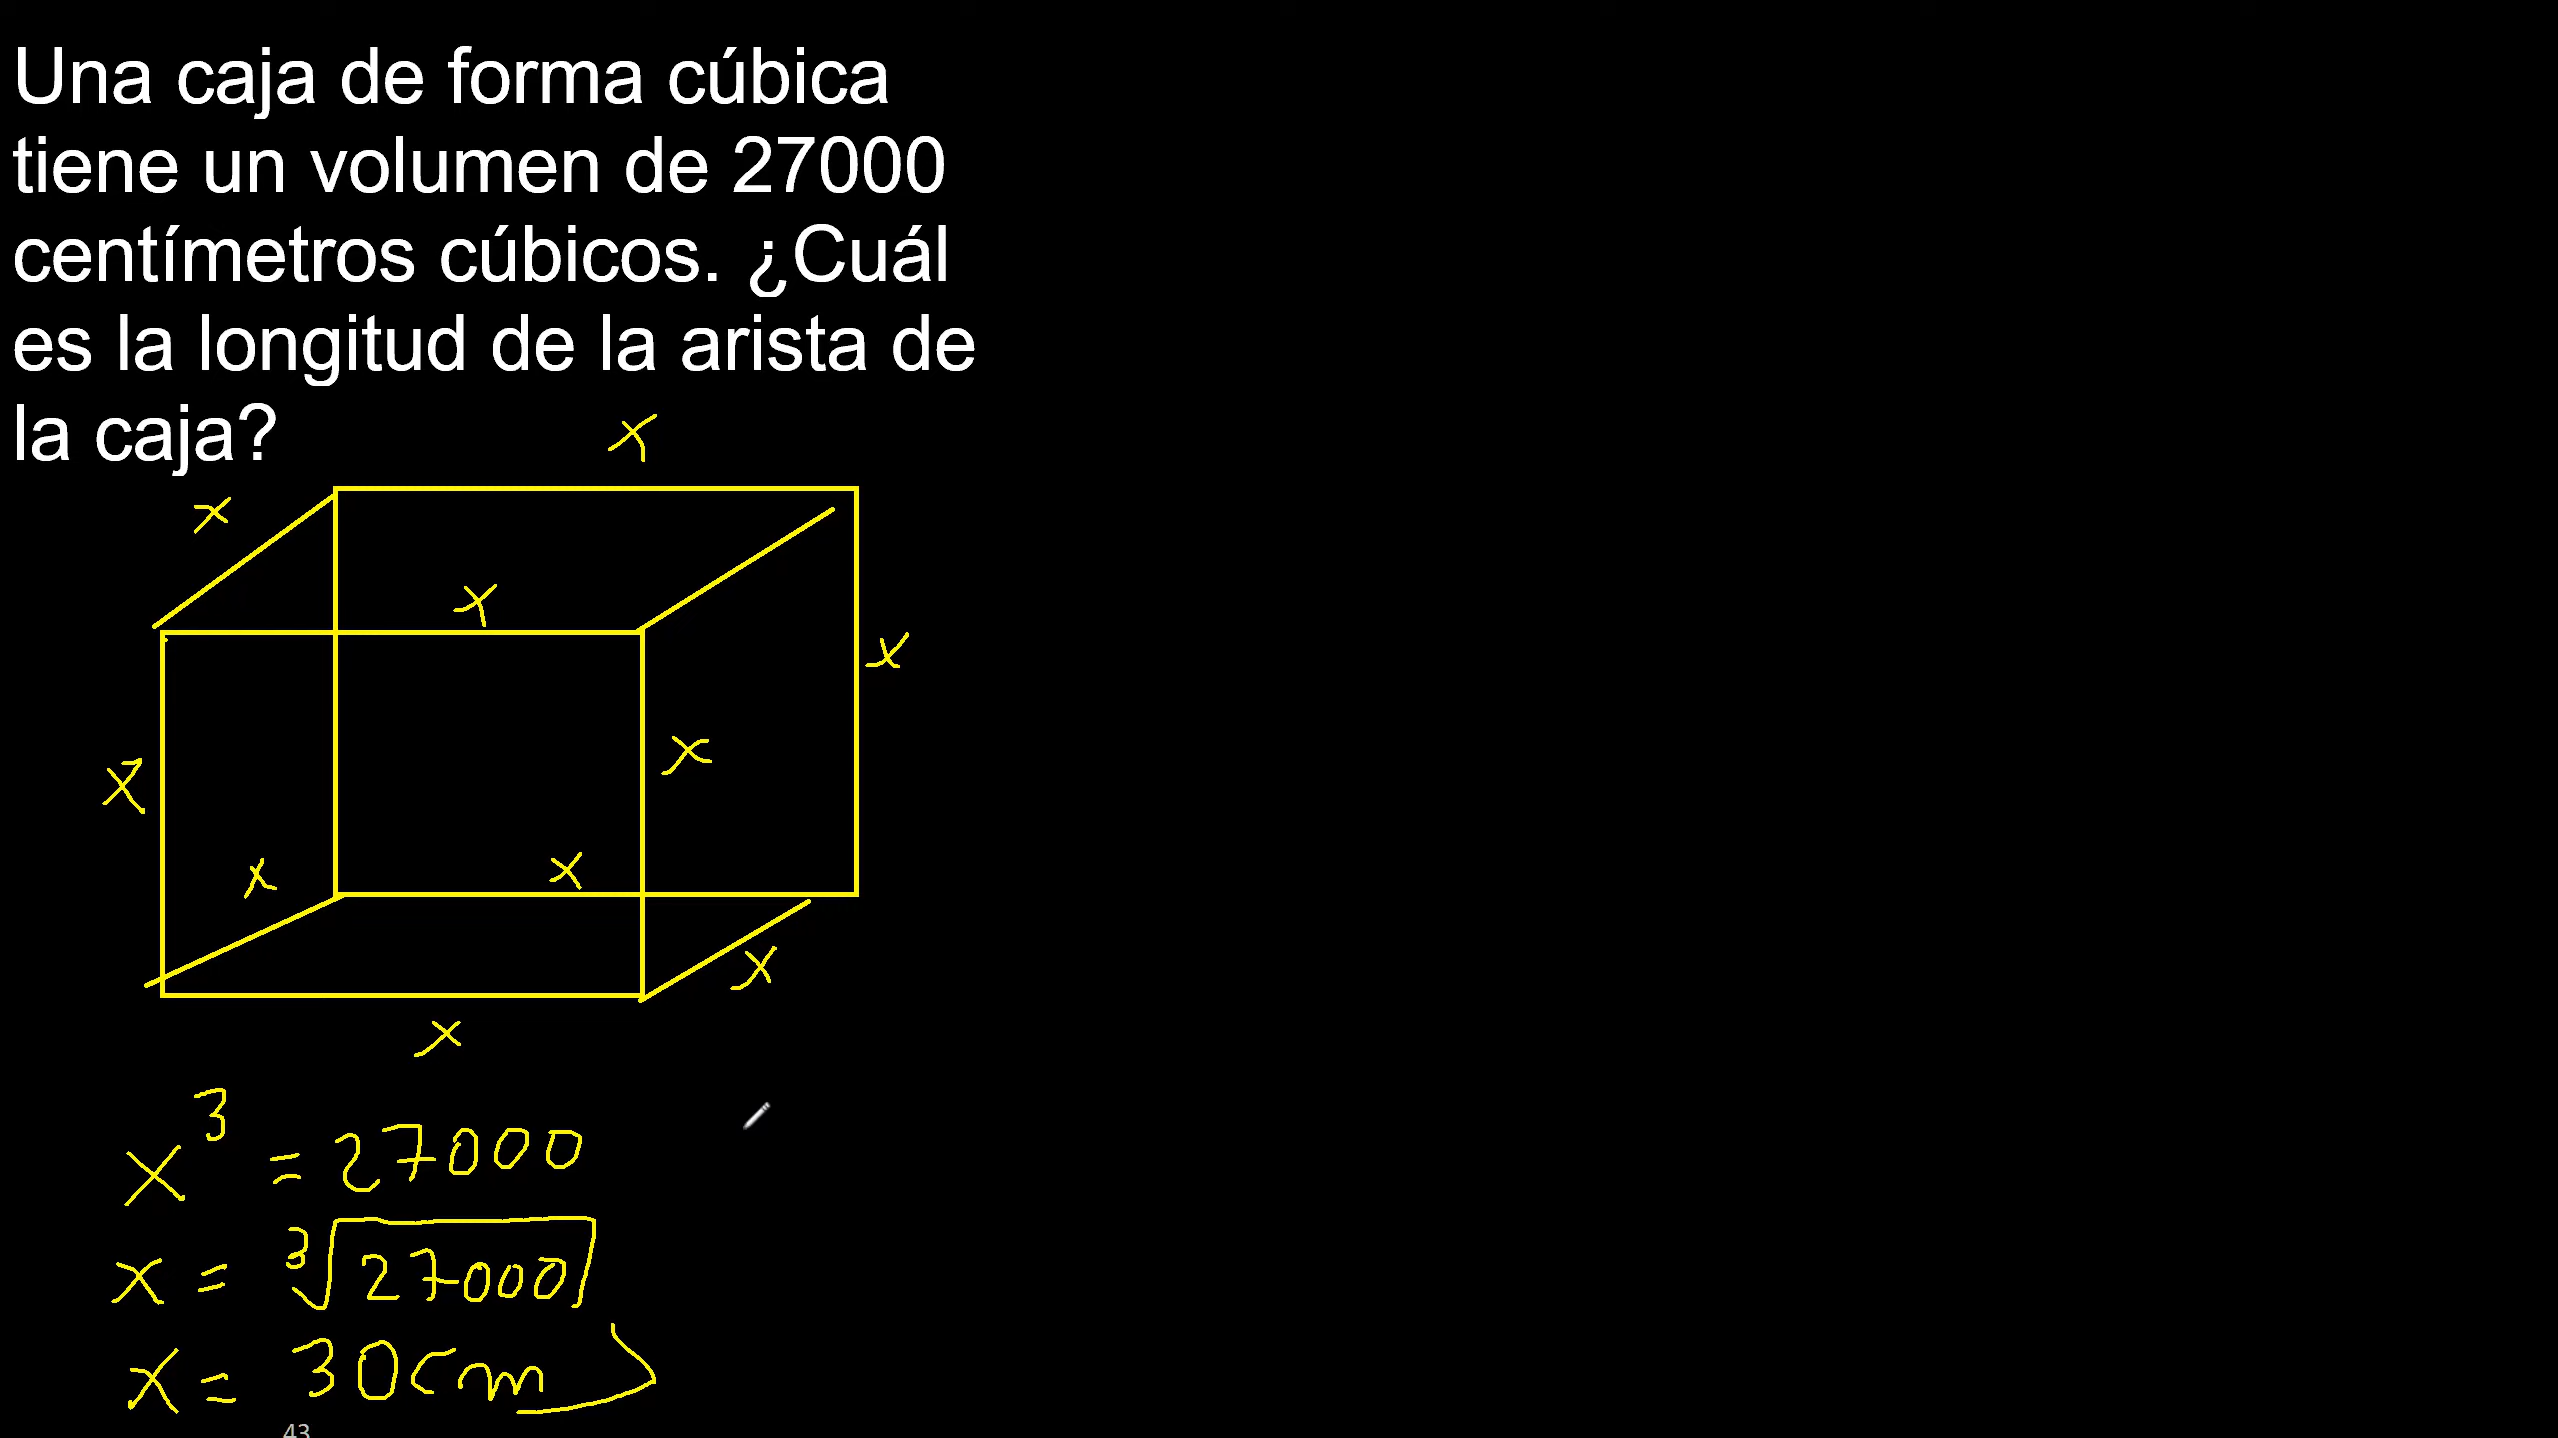 Una caja de forma cúbica
tiene un volumen de 27000
centímetros cúbicos. ¿Cuál
es la longitud de la arista de
la caja?
x
x
x
x
x
x
x
x
x
x
x³ = 27000
x = ³√27000
x = 30cm
43